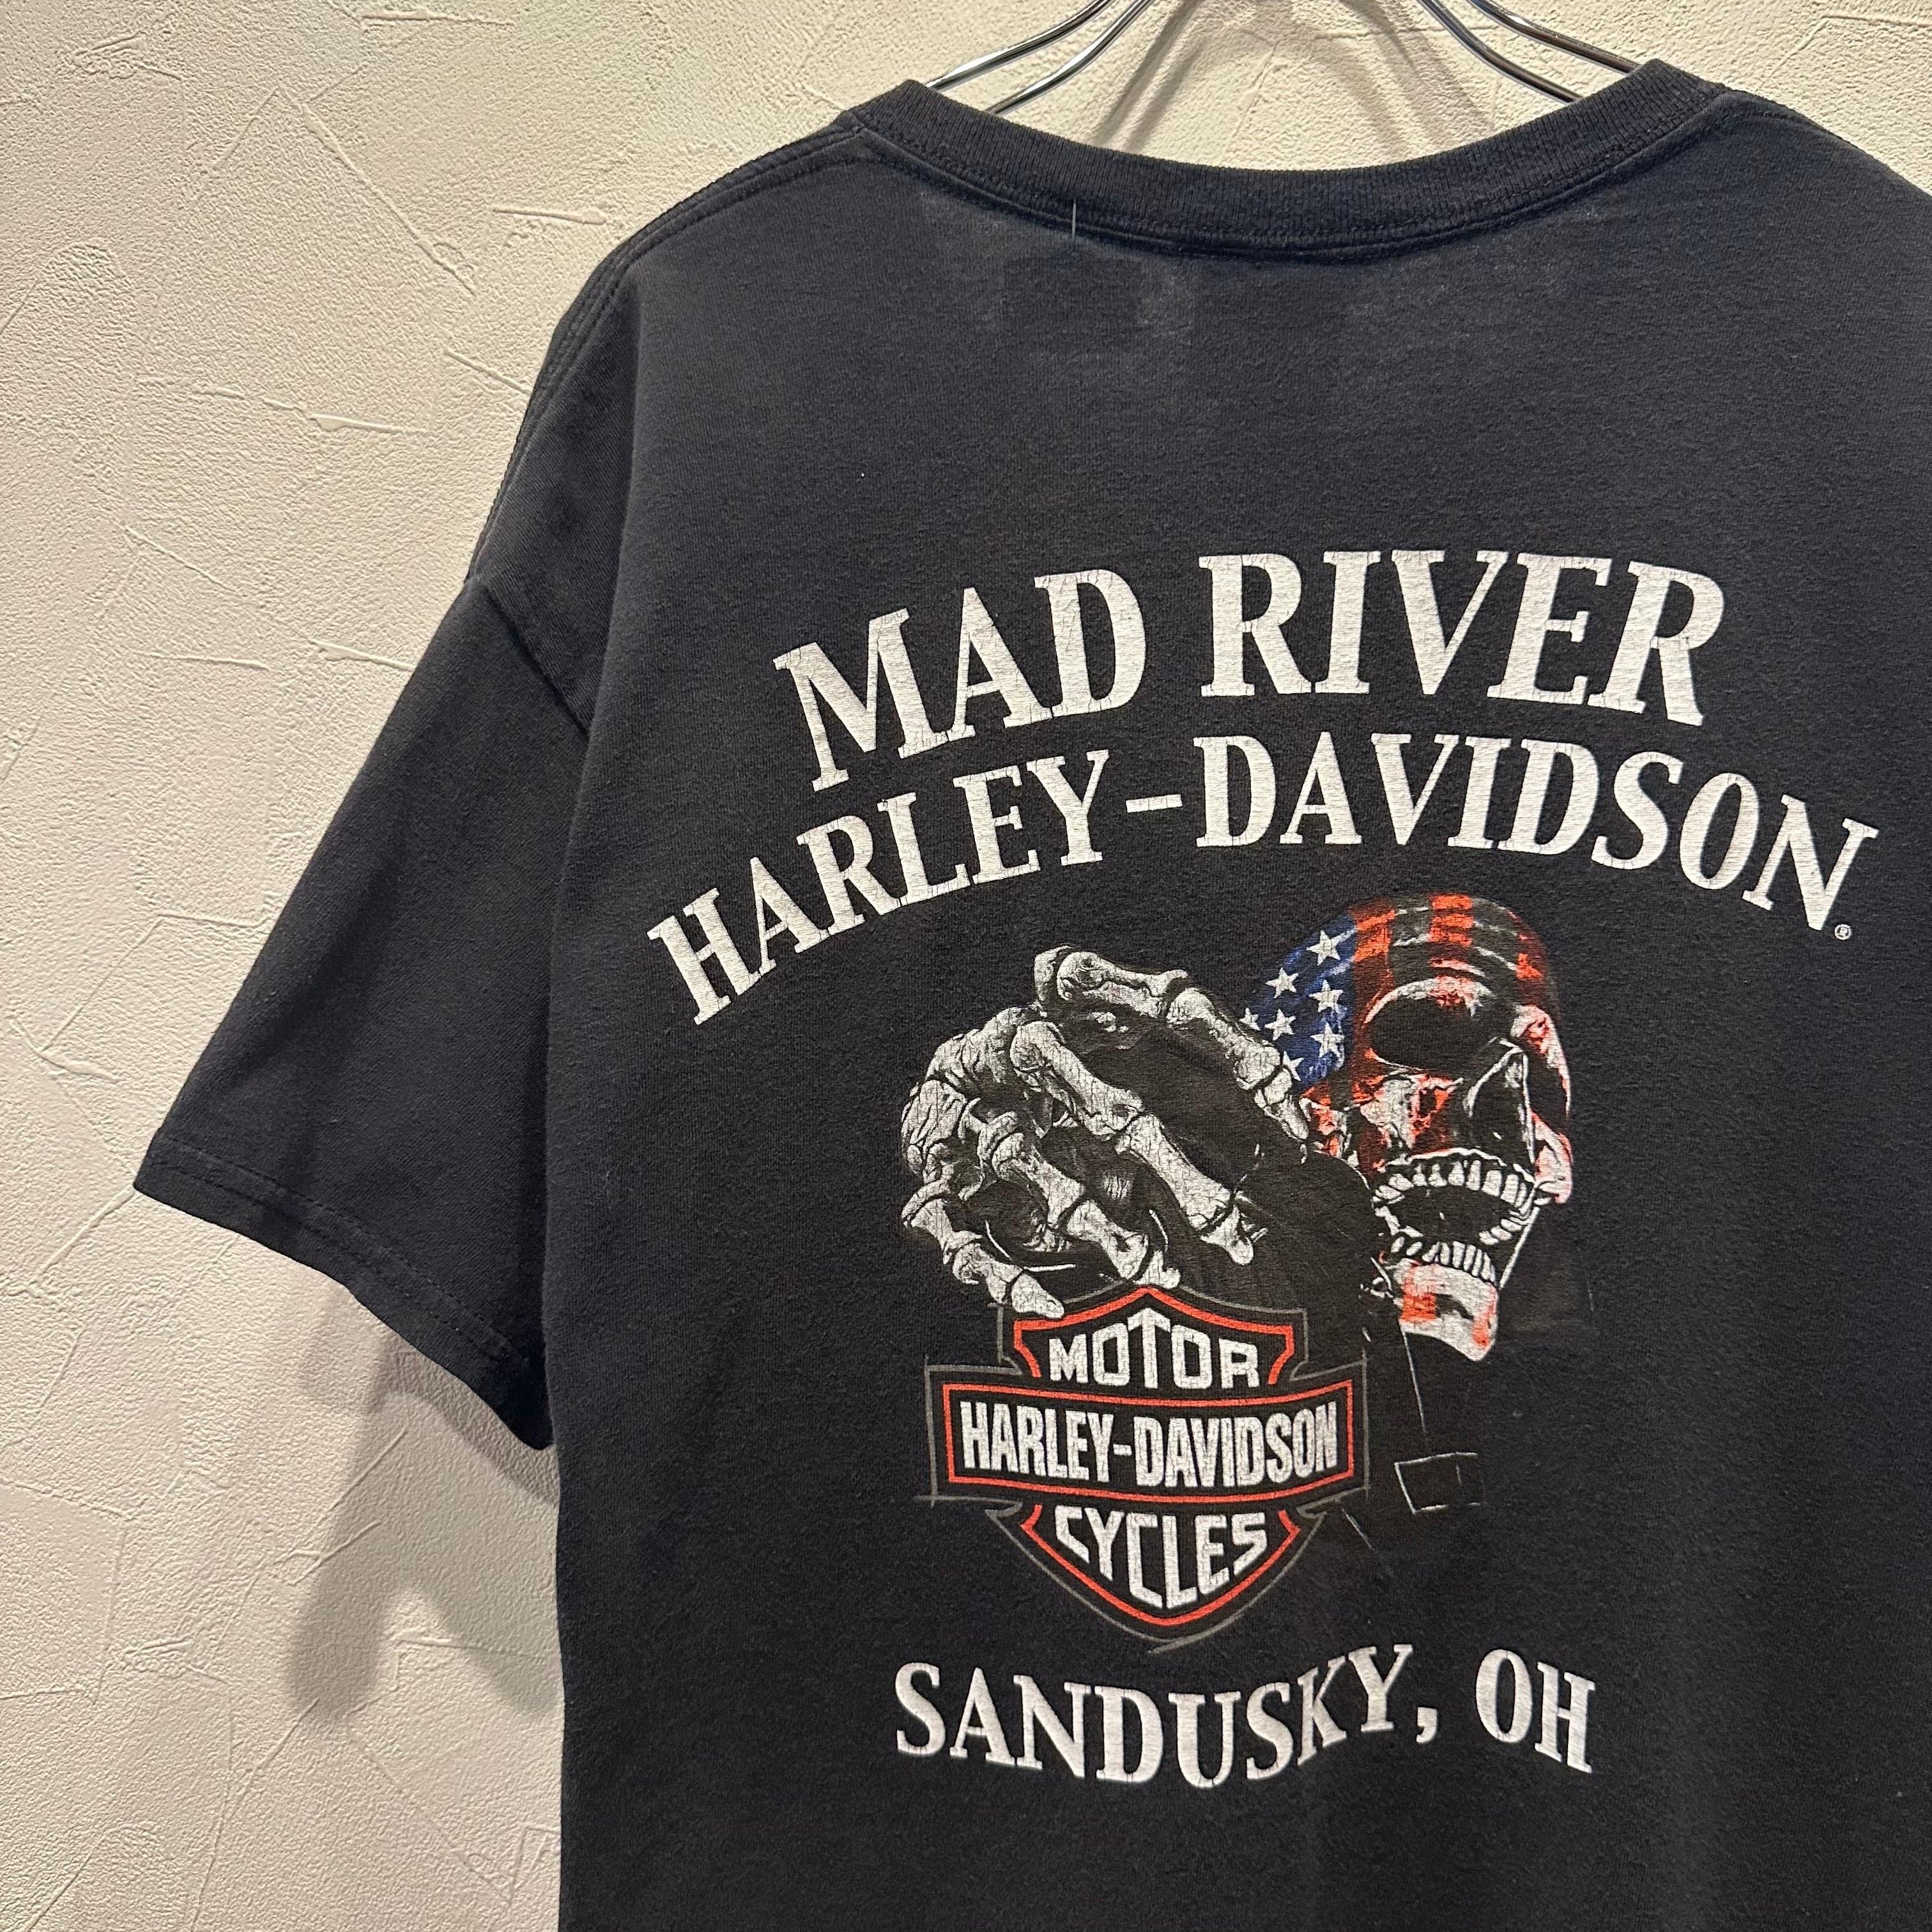 MAD RIVER
HARLEY-DAVIDSON®
MOTOR
HARLEY-DAVIDSON
CYCLES
SANDUSKY, OH